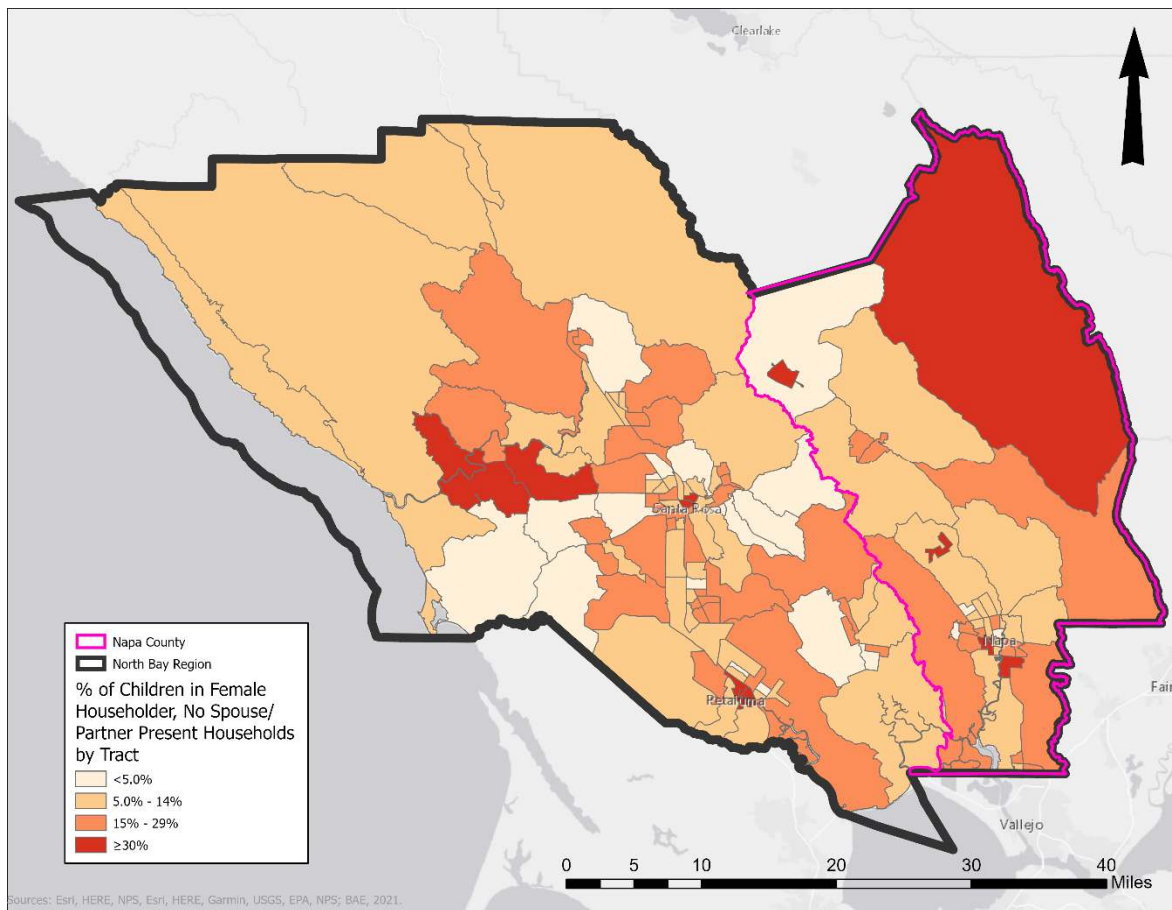 Clearlake
Santa Rosa
Napa
Petaluma
Fair
Vallejo
Napa County
North Bay Region
% of Children in Female
Householder, No Spouse/
Partner Present Households
by Tract
<5.0%
5.0% - 14%
15% - 29%
≥30%
0 5 10 20 30 40
Miles
Sources: Esri, HERE, NPS, Esri, HERE, Garmin, USGS, EPA, NPS; BAE, 2021.